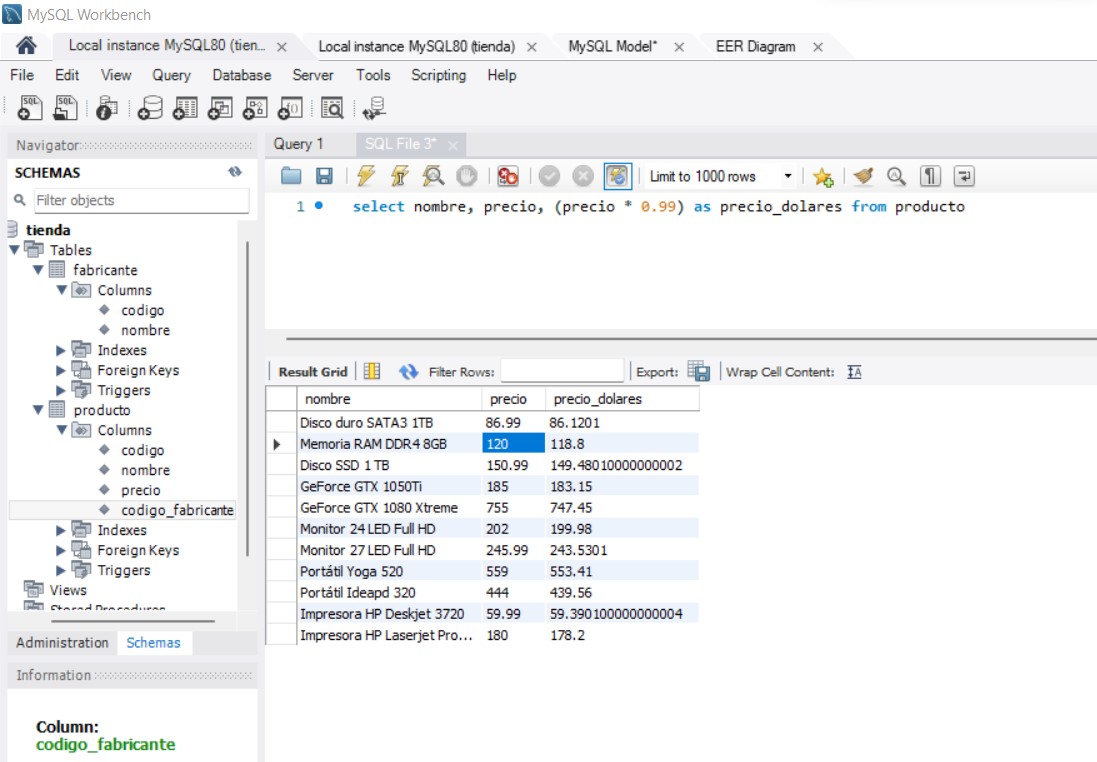 MySQL Workbench
Local instance MySQL80 (tien... Local instance MySQL80 (tienda) MySQL Model* EER Diagram
File Edit View Query Database Server Tools Scripting Help
Navigator
SCHEMAS
Filter objects
tienda
Tables
fabricante
Columns
codigo
nombre
Indexes
Foreign Keys
Triggers
producto
Columns
codigo
nombre
precio
codigo_fabricante
Indexes
Foreign Keys
Triggers
Views
Stored Procedures
Administration Schemas
Information
Column:
codigo_fabricante
Query 1 SQL File 3*
Limit to 1000 rows
1 select nombre, precio, (precio * 0.99) as precio_dolares from producto
Result Grid Filter Rows: Export: Wrap Cell Content:
nombre precio precio_dolares
Disco duro SATA3 1TB 86.99 86.1201
Memoria RAM DDR4 8GB 120 118.8
Disco SSD 1 TB 150.99 149.48010000000002
GeForce GTX 1050Ti 185 183.15
GeForce GTX 1080 Xtreme 755 747.45
Monitor 24 LED Full HD 202 199.98
Monitor 27 LED Full HD 245.99 243.5301
Portátil Yoga 520 559 553.41
Portátil Ideapd 320 444 439.56
Impresora HP Deskjet 3720 59.99 59.390100000000004
Impresora HP Laserjet Pro... 180 178.2